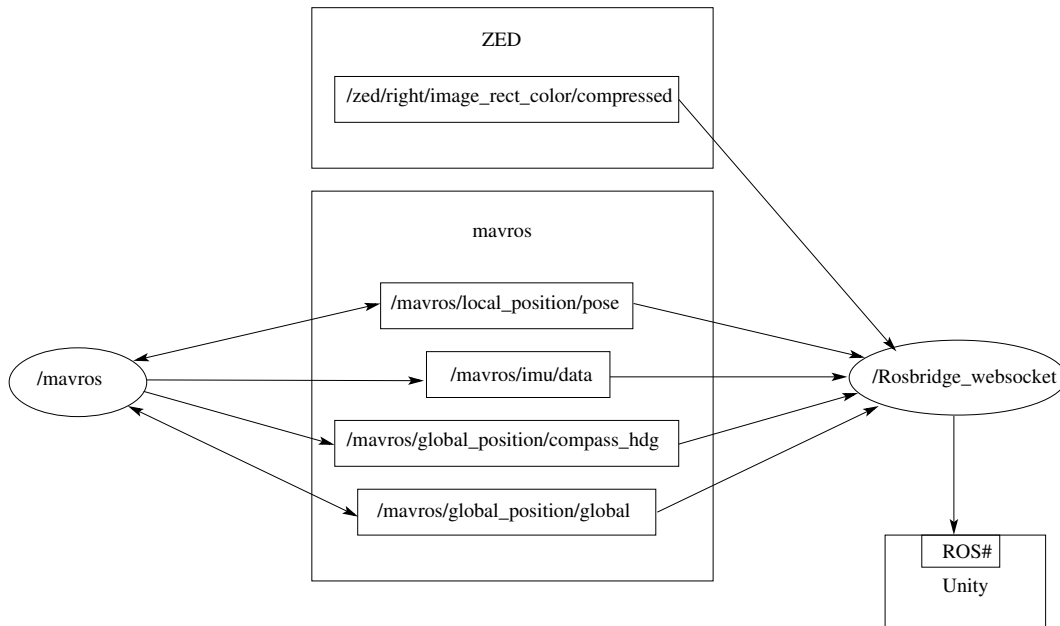 ZED
/zed/right/image_rect_color/compressed
mavros
/mavros/local_position/pose
/mavros
/mavros/imu/data
/Rosbridge_websocket
/mavros/global_position/compass_hdg
/mavros/global_position/global
ROS#
Unity